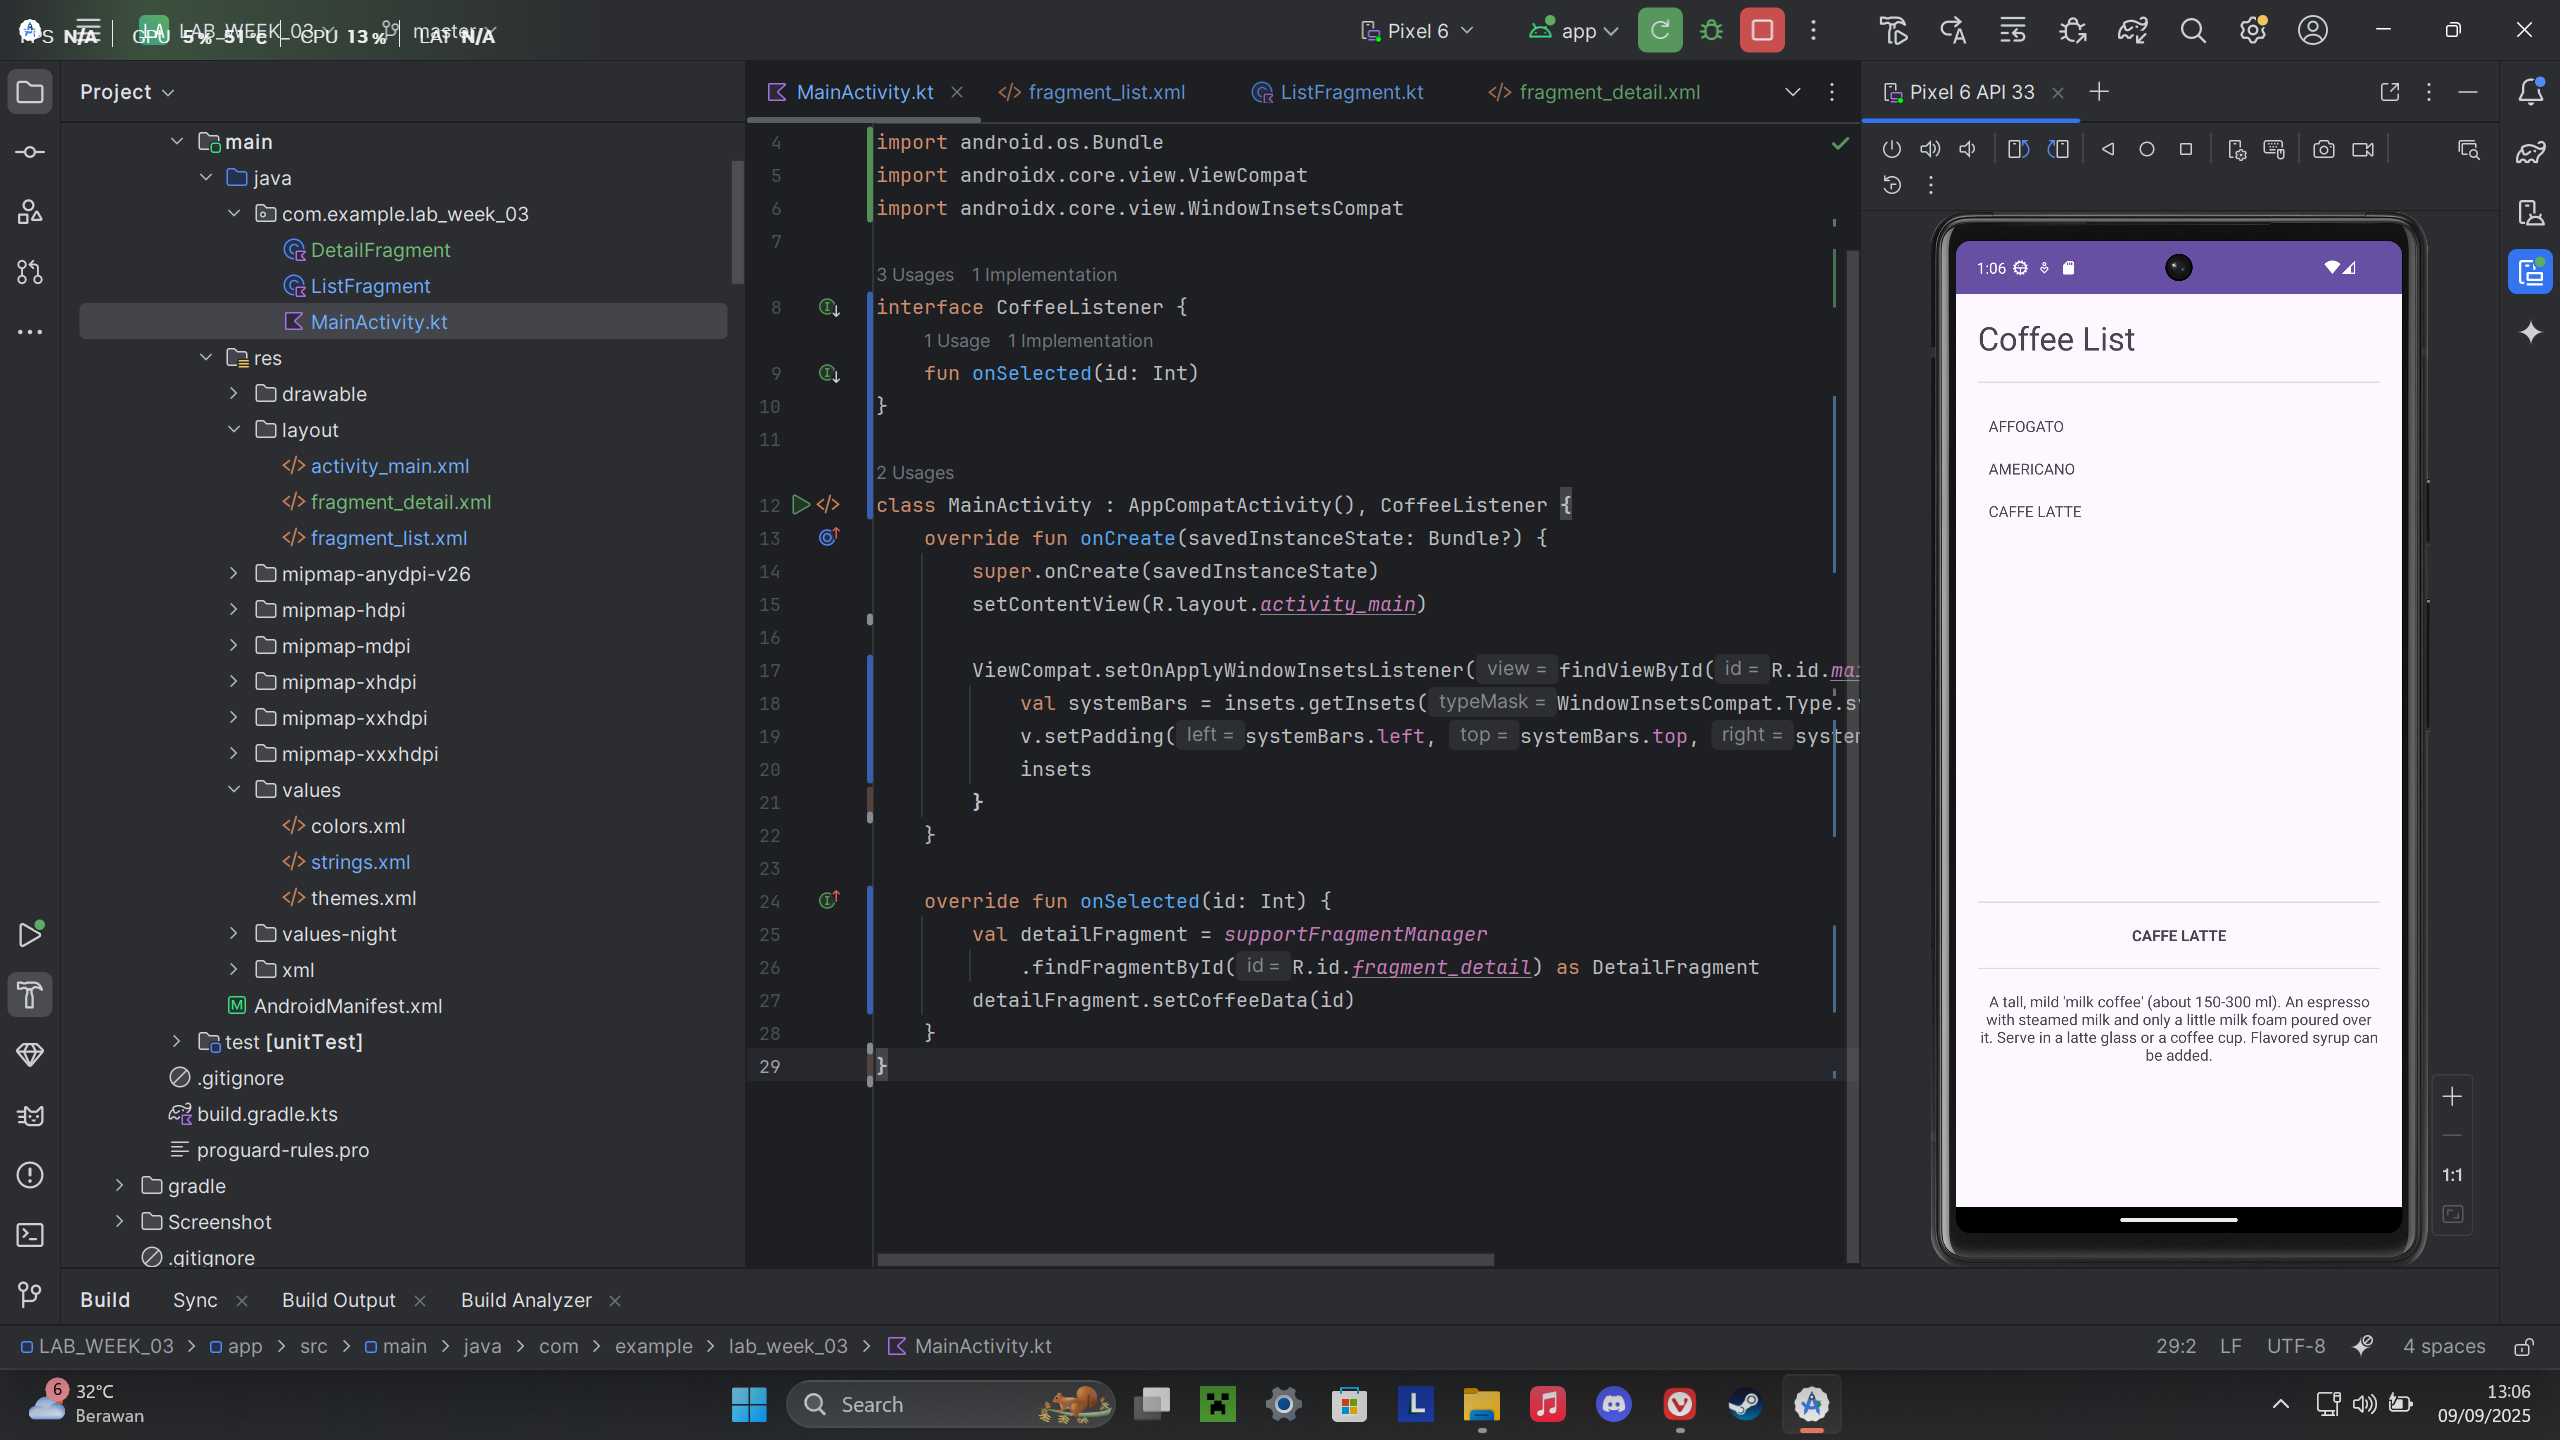 FPS N/A GPU 5% 51°C CPU 13% LAT N/A
LA LAB_WEEK_03 master
Pixel 6
app
Project
MainActivity.kt
fragment_list.xml
ListFragment.kt
fragment_detail.xml
Pixel 6 API 33
main
java
com.example.lab_week_03
DetailFragment
ListFragment
MainActivity.kt
res
drawable
layout
activity_main.xml
fragment_detail.xml
fragment_list.xml
mipmap-anydpi-v26
mipmap-hdpi
mipmap-mdpi
mipmap-xhdpi
mipmap-xxhdpi
mipmap-xxxhdpi
values
colors.xml
strings.xml
themes.xml
values-night
xml
AndroidManifest.xml
test [unitTest]
.gitignore
build.gradle.kts
proguard-rules.pro
gradle
Screenshot
.gitignore
4 import android.os.Bundle
5 import androidx.core.view.ViewCompat
6 import androidx.core.view.WindowInsetsCompat
7
3 Usages 1 Implementation
8 interface CoffeeListener {
1 Usage 1 Implementation
9 fun onSelected(id: Int)
10 }
11
2 Usages
12 class MainActivity : AppCompatActivity(), CoffeeListener {
13 override fun onCreate(savedInstanceState: Bundle?) {
14 super.onCreate(savedInstanceState)
15 setContentView(R.layout.activity_main)
16
17 ViewCompat.setOnApplyWindowInsetsListener( view = findViewById( id = R.id.mai
18 val systemBars = insets.getInsets( typeMask = WindowInsetsCompat.Type.s
19 v.setPadding( left = systemBars.left, top = systemBars.top, right = system
20 insets
21 }
22 }
23
24 override fun onSelected(id: Int) {
25 val detailFragment = supportFragmentManager
26 .findFragmentById( id = R.id.fragment_detail) as DetailFragment
27 detailFragment.setCoffeeData(id)
28 }
29 }
1:06
Coffee List
AFFOGATO
AMERICANO
CAFFE LATTE
CAFFE LATTE
A tall, mild 'milk coffee' (about 150-300 ml). An espresso
with steamed milk and only a little milk foam poured over
it. Serve in a latte glass or a coffee cup. Flavored syrup can
be added.
1:1
Build Sync Build Output Build Analyzer
LAB_WEEK_03 > app > src > main > java > com > example > lab_week_03 > MainActivity.kt
29:2 LF UTF-8 4 spaces
6
32°C
Berawan
Search
L
13:06
09/09/2025